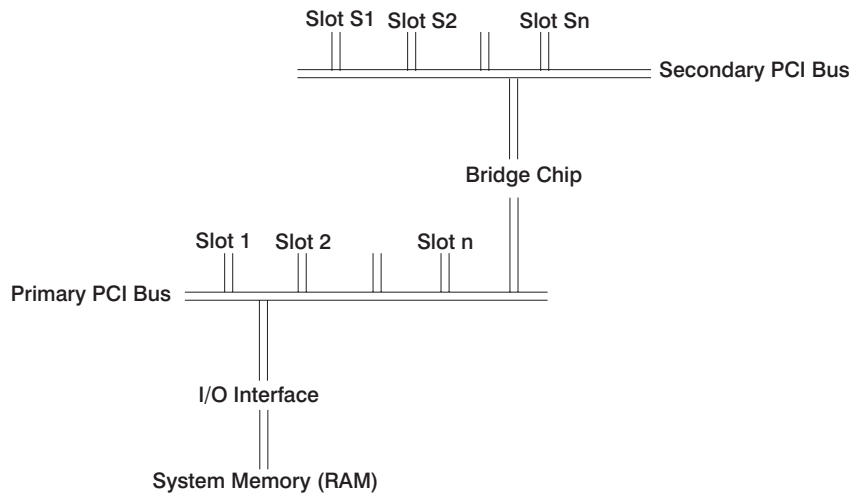 Slot S1 Slot S2 Slot Sn
Secondary PCI Bus
Bridge Chip
Slot 1 Slot 2 Slot n
Primary PCI Bus
I/O Interface
System Memory (RAM)